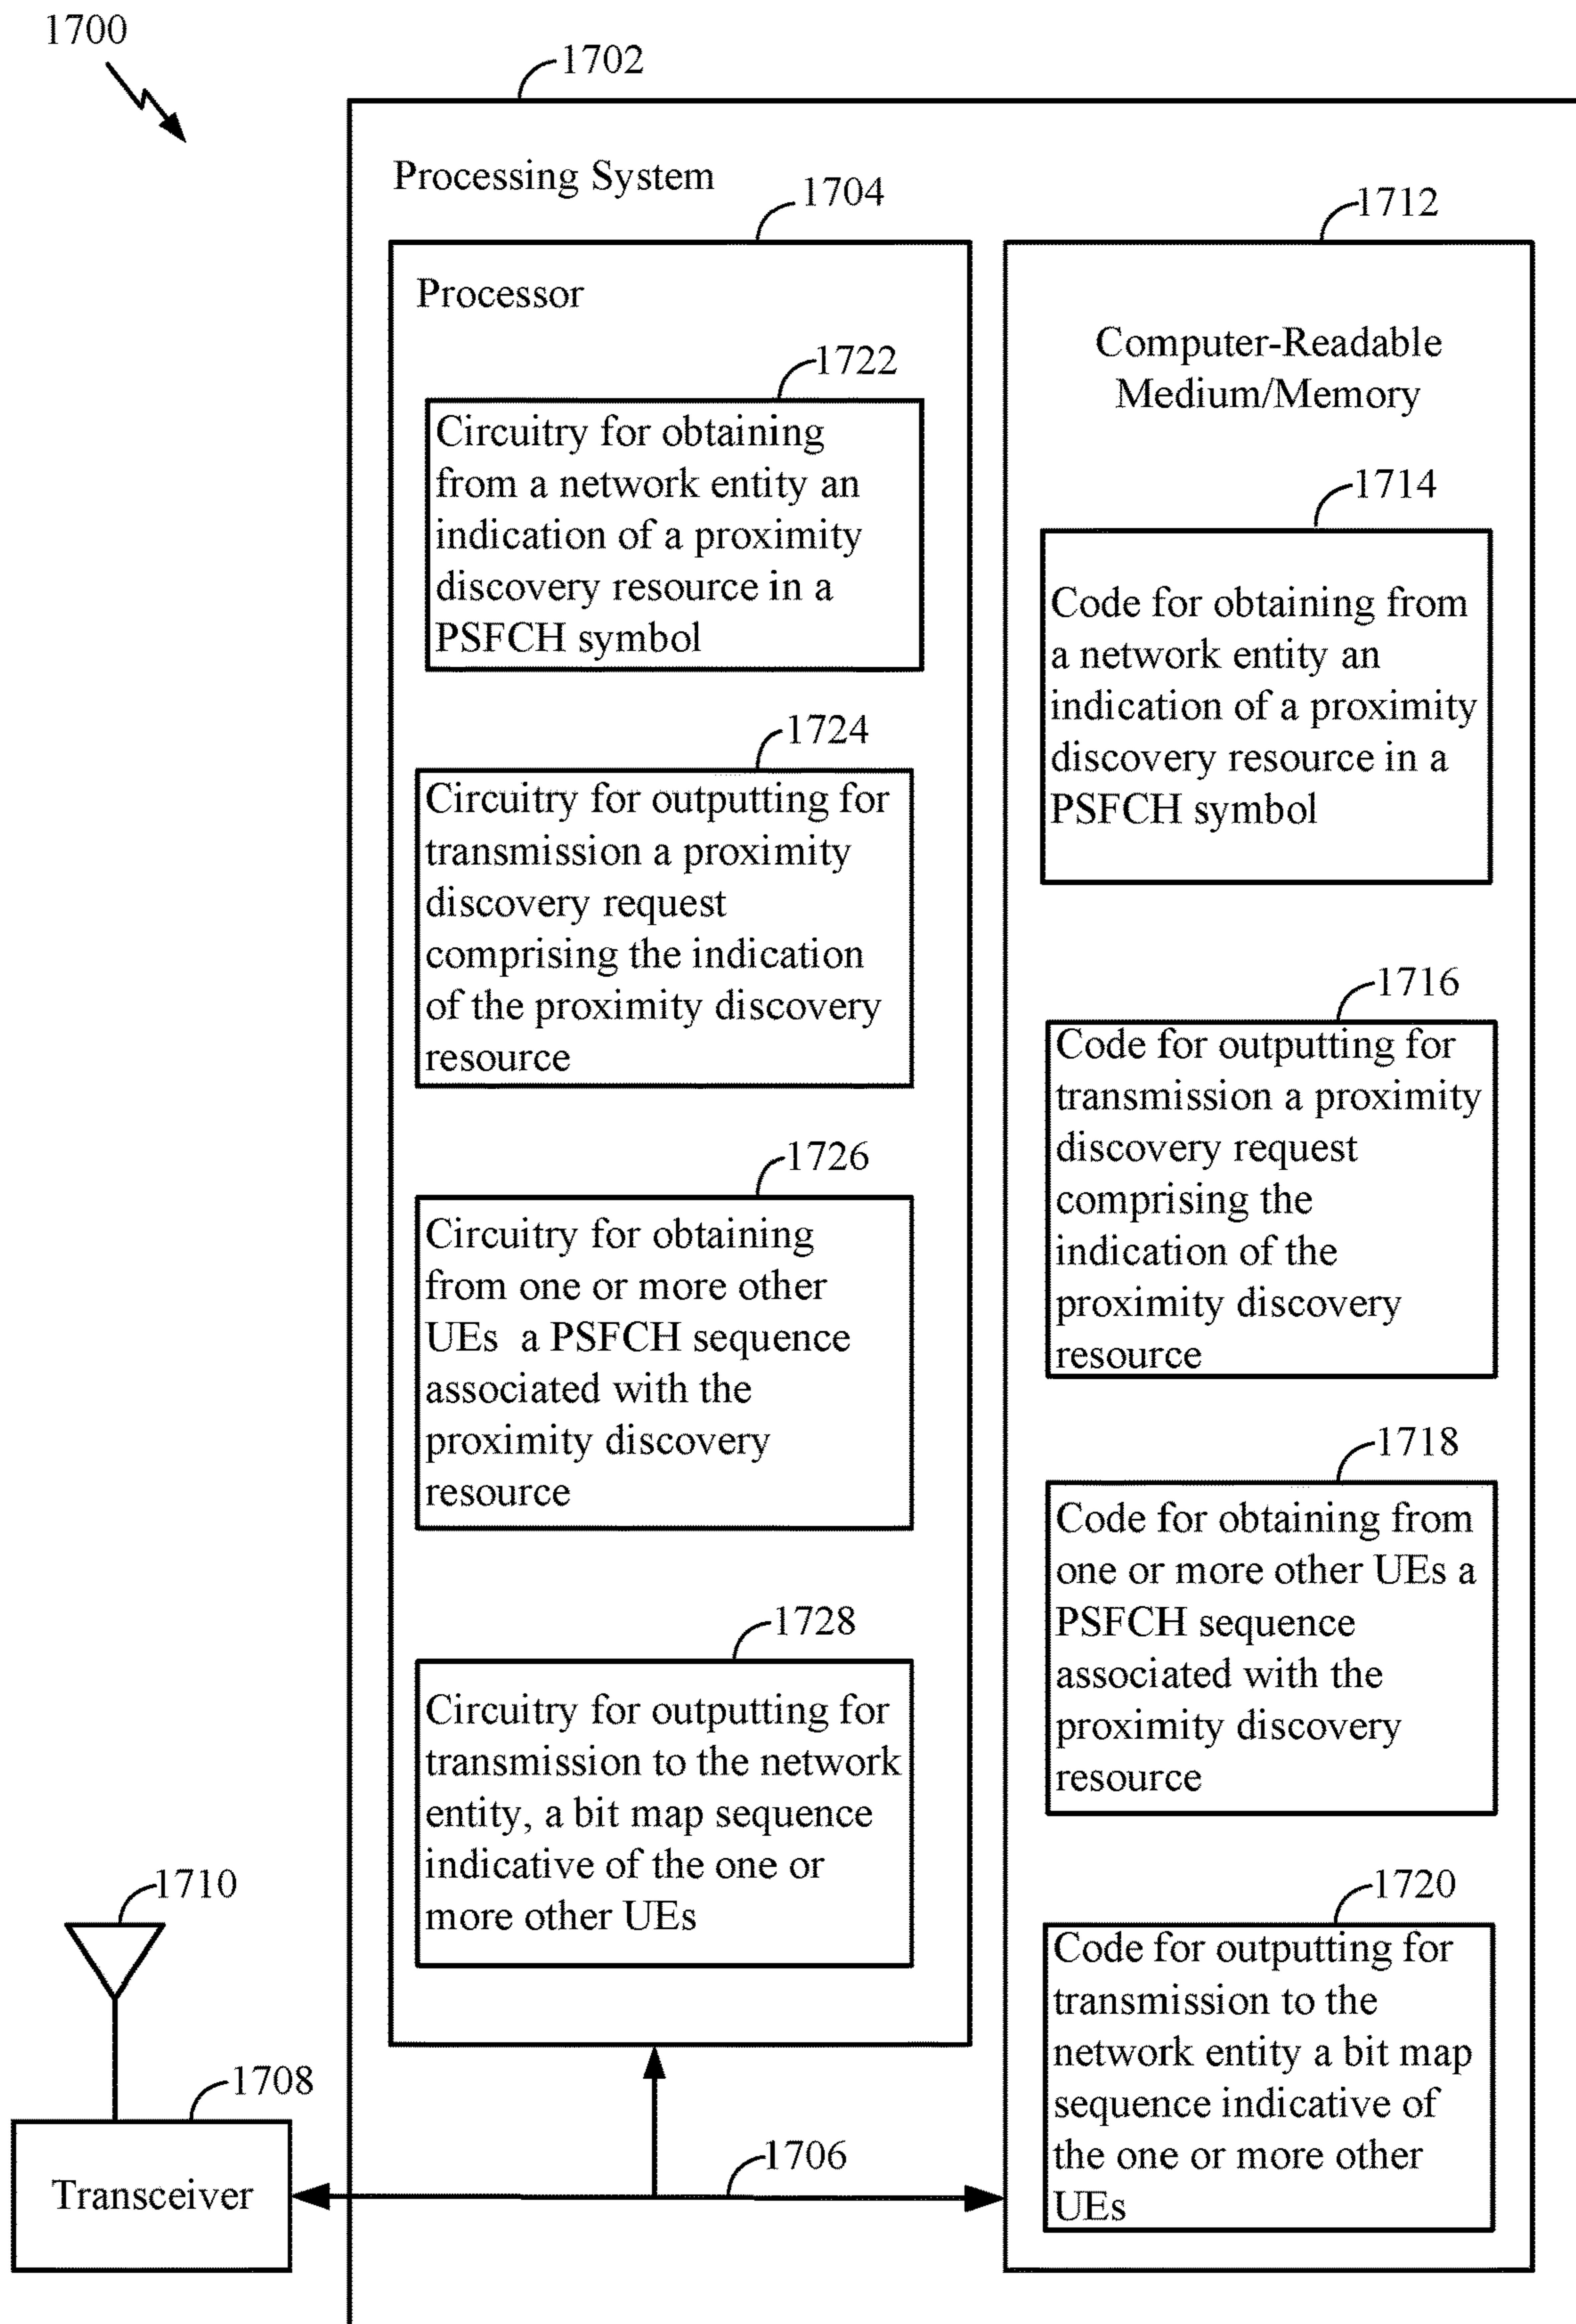 1700
1702
Processing System
1704
Processor
1722
Circuitry for obtaining
from a network entity an
indication of a proximity
discovery resource in a
PSFCH symbol
1724
Circuitry for outputting for
transmission a proximity
discovery request
comprising the indication
of the proximity discovery
resource
1726
Circuitry for obtaining
from one or more other
UEs  a PSFCH sequence
associated with the
proximity discovery
resource
1728
Circuitry for outputting for
transmission to the network
entity, a bit map sequence
indicative of the one or
more other UEs
1712
Computer-Readable
Medium/Memory
1714
Code for obtaining from
a network entity an
indication of a proximity
discovery resource in a
PSFCH symbol
1716
Code for outputting for
transmission a proximity
discovery request
comprising the
indication of the
proximity discovery
resource
1718
Code for obtaining from
one or more other UEs a
PSFCH sequence
associated with the
proximity discovery
resource
1720
Code for outputting for
transmission to the
network entity a bit map
sequence indicative of
the one or more other
UEs
1710
1708
Transceiver
1706